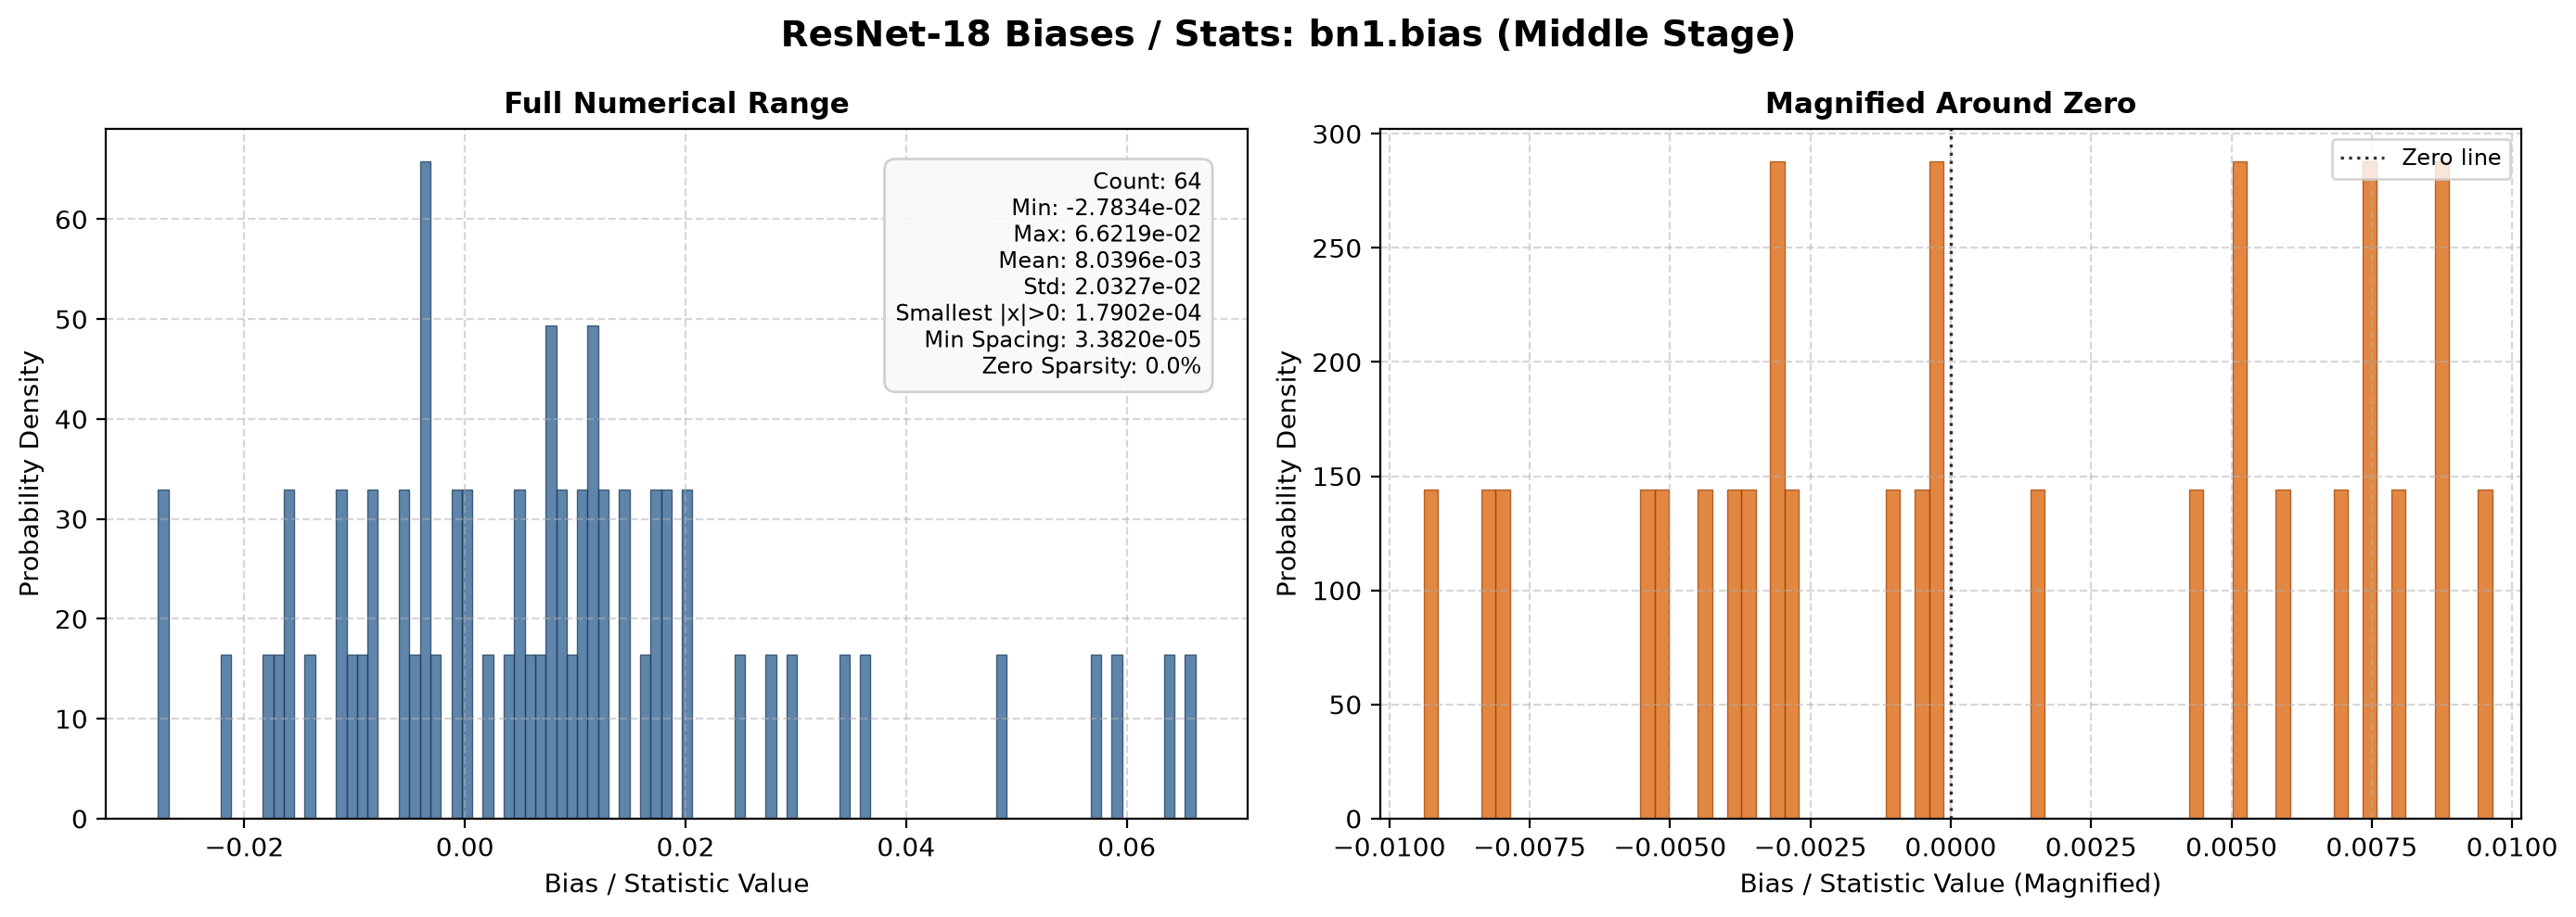 ResNet-18 Biases / Stats: bn1.bias (Middle Stage)
Full Numerical Range
Probability Density
60
50
40
30
20
10
0
−0.02
0.00
0.02
0.04
0.06
Bias / Statistic Value
Count: 64
Min: -2.7834e-02
Max: 6.6219e-02
Mean: 8.0396e-03
Std: 2.0327e-02
Smallest |x|>0: 1.7902e-04
Min Spacing: 3.3820e-05
Zero Sparsity: 0.0%
Magnified Around Zero
Probability Density
300
250
200
150
100
50
0
−0.0100
−0.0075
−0.0050
−0.0025
0.0000
0.0025
0.0050
0.0075
0.0100
Bias / Statistic Value (Magnified)
Zero line